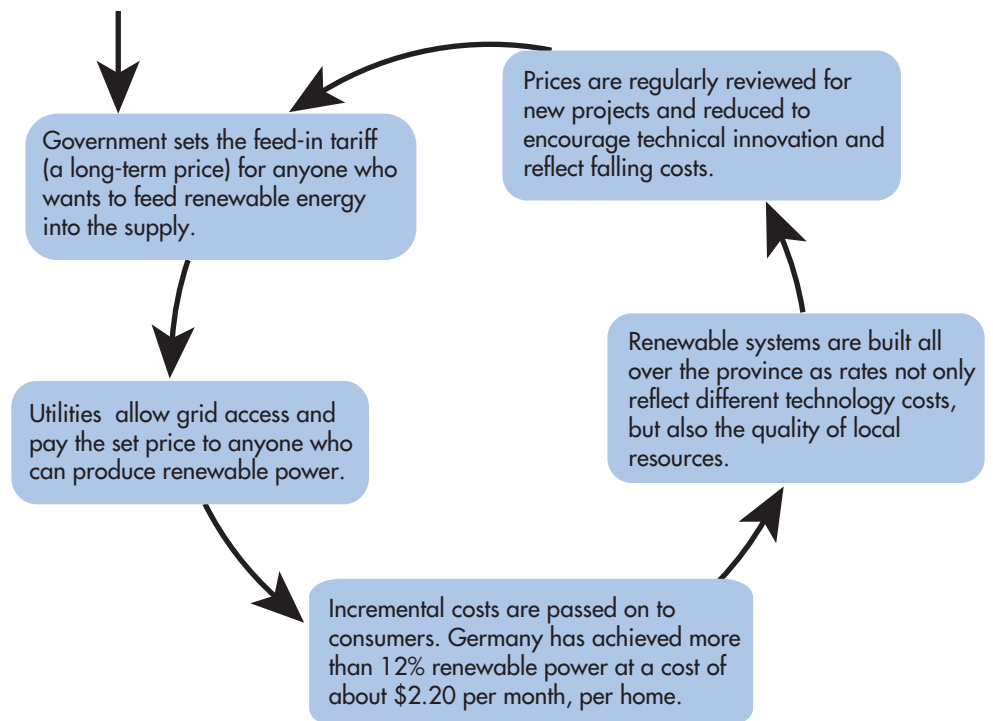 Government sets the feed-in tariff
(a long-term price) for anyone who
wants to feed renewable energy
into the supply.
Utilities allow grid access and
pay the set price to anyone who
can produce renewable power.
Incremental costs are passed on to
consumers. Germany has achieved more
than 12% renewable power at a cost of
about $2.20 per month, per home.
Renewable systems are built all
over the province as rates not only
reflect different technology costs,
but also the quality of local
resources.
Prices are regularly reviewed for
new projects and reduced to
encourage technical innovation and
reflect falling costs.